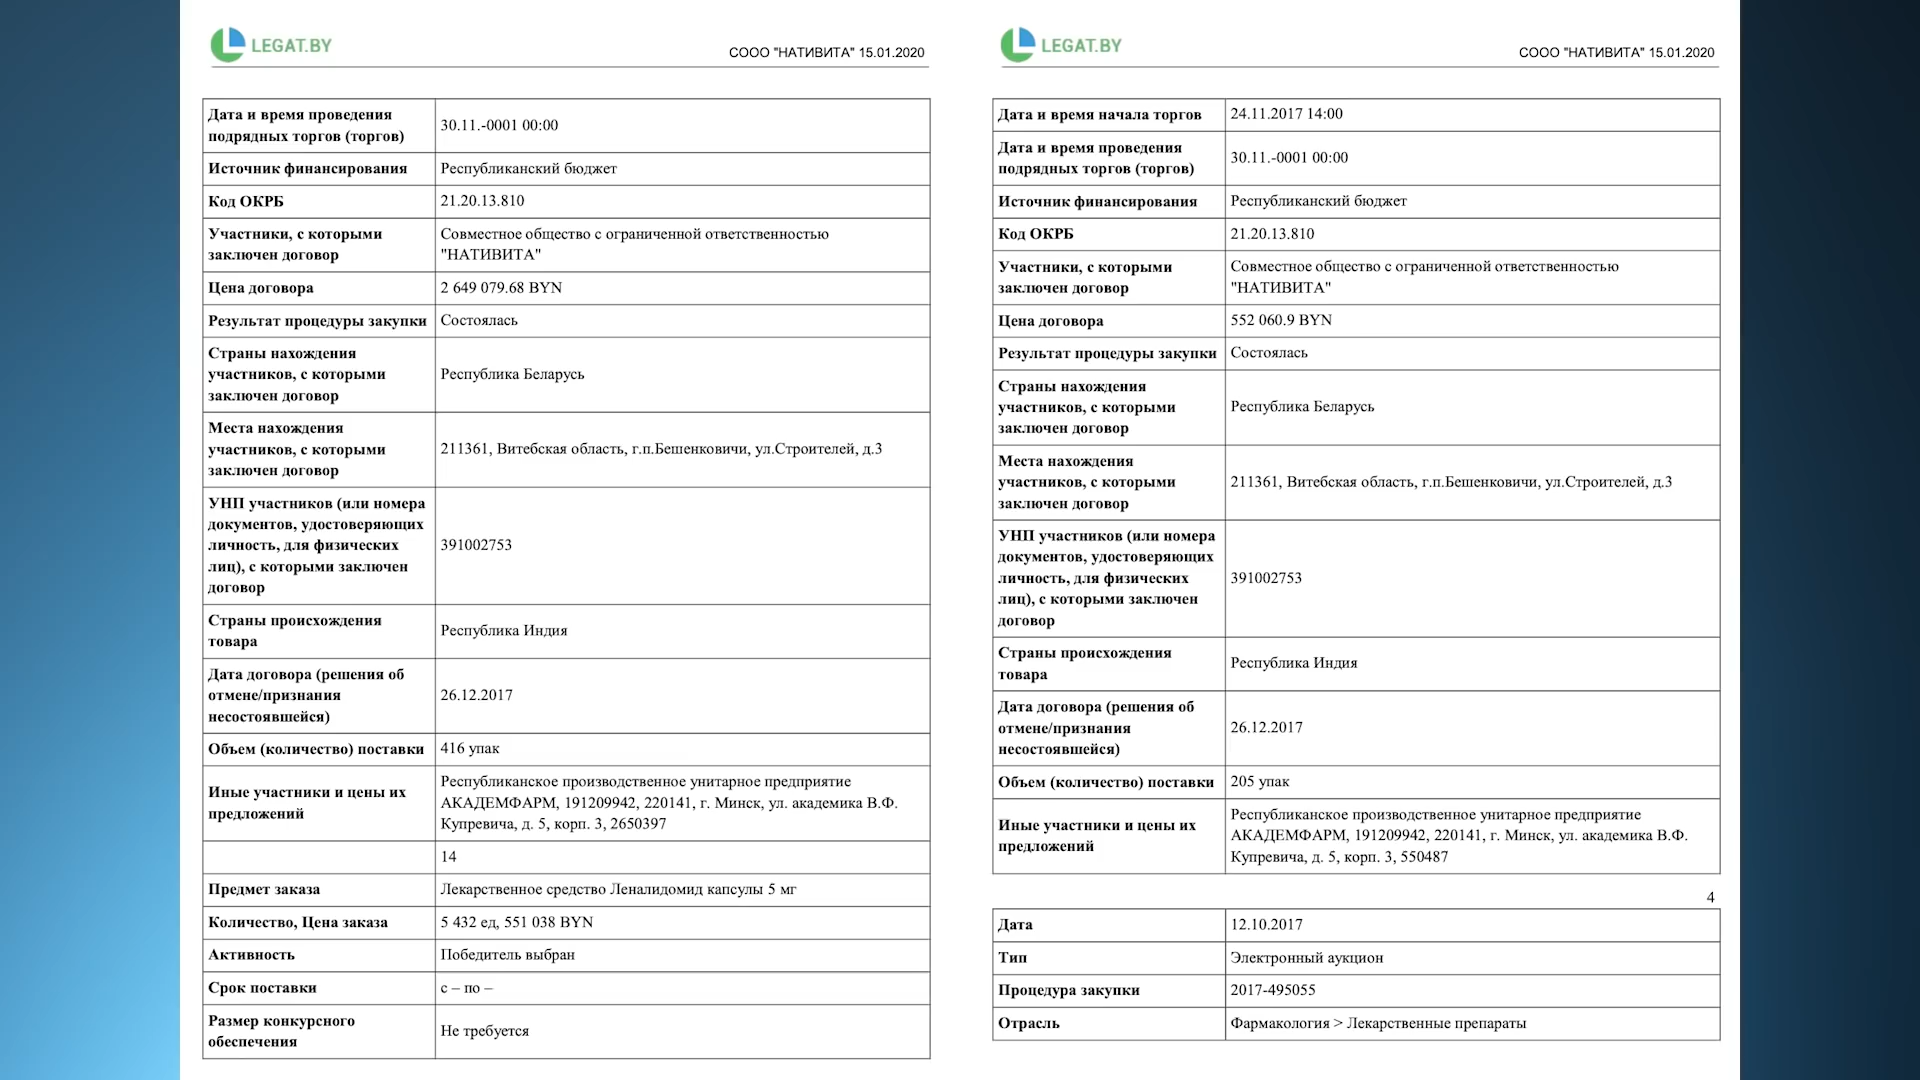 LEGAT.BY
СООО "НАТИВИТА" 15.01.2020
Дата и время проведения
подрядных торгов (торгов)
30.11.-0001 00:00
Источник финансирования
Республиканский бюджет
Код ОКРБ
21.20.13.810
Участники, с которыми
заключен договор
Совместное общество с ограниченной ответственностью
"НАТИВИТА"
Цена договора
2 649 079.68 BYN
Результат процедуры закупки
Состоялась
Страны нахождения
участников, с которыми
заключен договор
Республика Беларусь
Места нахождения
участников, с которыми
заключен договор
211361, Витебская область, г.п.Бешенковичи, ул.Строителей, д.3
УНП участников (или номера
документов, удостоверяющих
личность, для физических
лиц), с которыми заключен
договор
391002753
Страны происхождения
товара
Республика Индия
Дата договора (решения об
отмене/признания
несостоявшейся)
26.12.2017
Объем (количество) поставки
416 упак
Иные участники и цены их
предложений
Республиканское производственное унитарное предприятие
АКАДЕМФАРМ, 191209942, 220141, г. Минск, ул. академика В.Ф.
Купревича, д. 5, корп. 3, 2650397
14
Предмет заказа
Лекарственное средство Леналидомид капсулы 5 мг
Количество, Цена заказа
5 432 ед, 551 038 BYN
Активность
Победитель выбран
Срок поставки
с – по –
Размер конкурсного
обеспечения
Не требуется
LEGAT.BY
СООО "НАТИВИТА" 15.01.2020
Дата и время начала торгов
24.11.2017 14:00
Дата и время проведения
подрядных торгов (торгов)
30.11.-0001 00:00
Источник финансирования
Республиканский бюджет
Код ОКРБ
21.20.13.810
Участники, с которыми
заключен договор
Совместное общество с ограниченной ответственностью
"НАТИВИТА"
Цена договора
552 060.9 BYN
Результат процедуры закупки
Состоялась
Страны нахождения
участников, с которыми
заключен договор
Республика Беларусь
Места нахождения
участников, с которыми
заключен договор
211361, Витебская область, г.п.Бешенковичи, ул.Строителей, д.3
УНП участников (или номера
документов, удостоверяющих
личность, для физических
лиц), с которыми заключен
договор
391002753
Страны происхождения
товара
Республика Индия
Дата договора (решения об
отмене/признания
несостоявшейся)
26.12.2017
Объем (количество) поставки
205 упак
Иные участники и цены их
предложений
Республиканское производственное унитарное предприятие
АКАДЕМФАРМ, 191209942, 220141, г. Минск, ул. академика В.Ф.
Купревича, д. 5, корп. 3, 550487
4
Дата
12.10.2017
Тип
Электронный аукцион
Процедура закупки
2017-495055
Отрасль
Фармакология > Лекарственные препараты